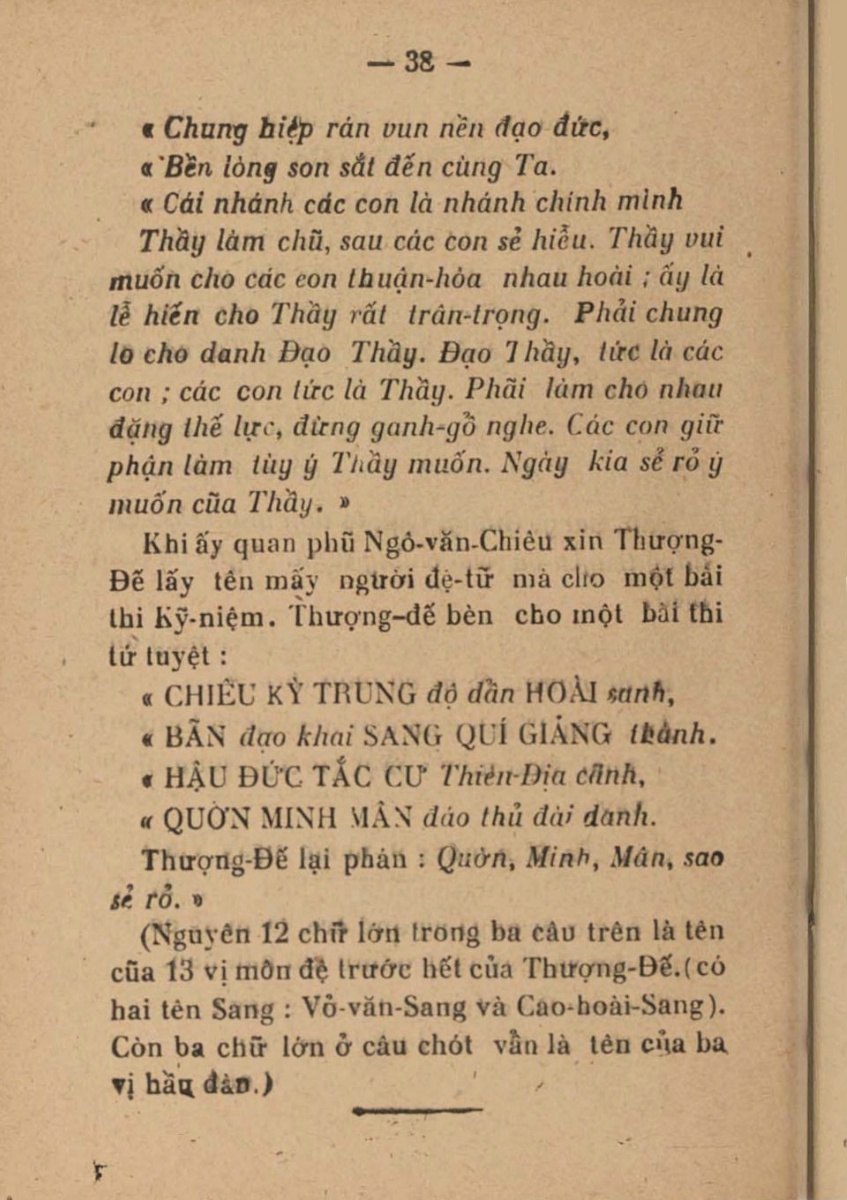 — 38 —
« Chung hiệp rán vun nền đạo đức,
« Bền lòng son sắt đến cùng Ta.
« Cái nhánh các con là nhánh chính mình
Thầy làm chũ, sau các con sẻ hiễu. Thầy vui
muốn cho các con thuận-hòa nhau hoài ; ấy là
lễ hiến cho Thầy rất trân-trọng. Phải chung
lo cho danh Đạo Thầy. Đạo Thầy, tức là các
con ; các con tức là Thầy. Phãi làm cho nhau
đặng thế lực, đừng ganh-gỗ nghe. Các con giữ
phận làm tùy ý Thầy muốn. Ngày kia sẻ rỏ ý
muốn cũa Thầy. »
Khi ấy quan phũ Ngô-văn-Chiêu xin Thượng-
Đế lấy tên mấy người đệ-tữ mà cho một bài
thi Kỹ-niệm. Thượng-đế bèn cho một bài thi
tứ tuyệt :
« CHIÊU KỲ TRUNG độ dần HOÀI sanh,
« BÃN đạo khai SANG QUÍ GIẢNG thành.
« HẬU ĐỨC TẮC CƯ Thiên-Địa cãnh,
« QUỜN MINH MÂN đáo thủ đài danh.
Thượng-Đế lại phán : Quờn, Minh, Mân, sao
sẻ rỏ. »
(Nguyên 12 chữ lớn trong ba câu trên là tên
cũa 13 vị môn đệ trước hết của Thượng-Đế.(có
hai tên Sang : Vỏ-văn-Sang và Cao-hoài-Sang).
Còn ba chữ lớn ở câu chót vẫn là tên của ba
vị hầu đàn.)